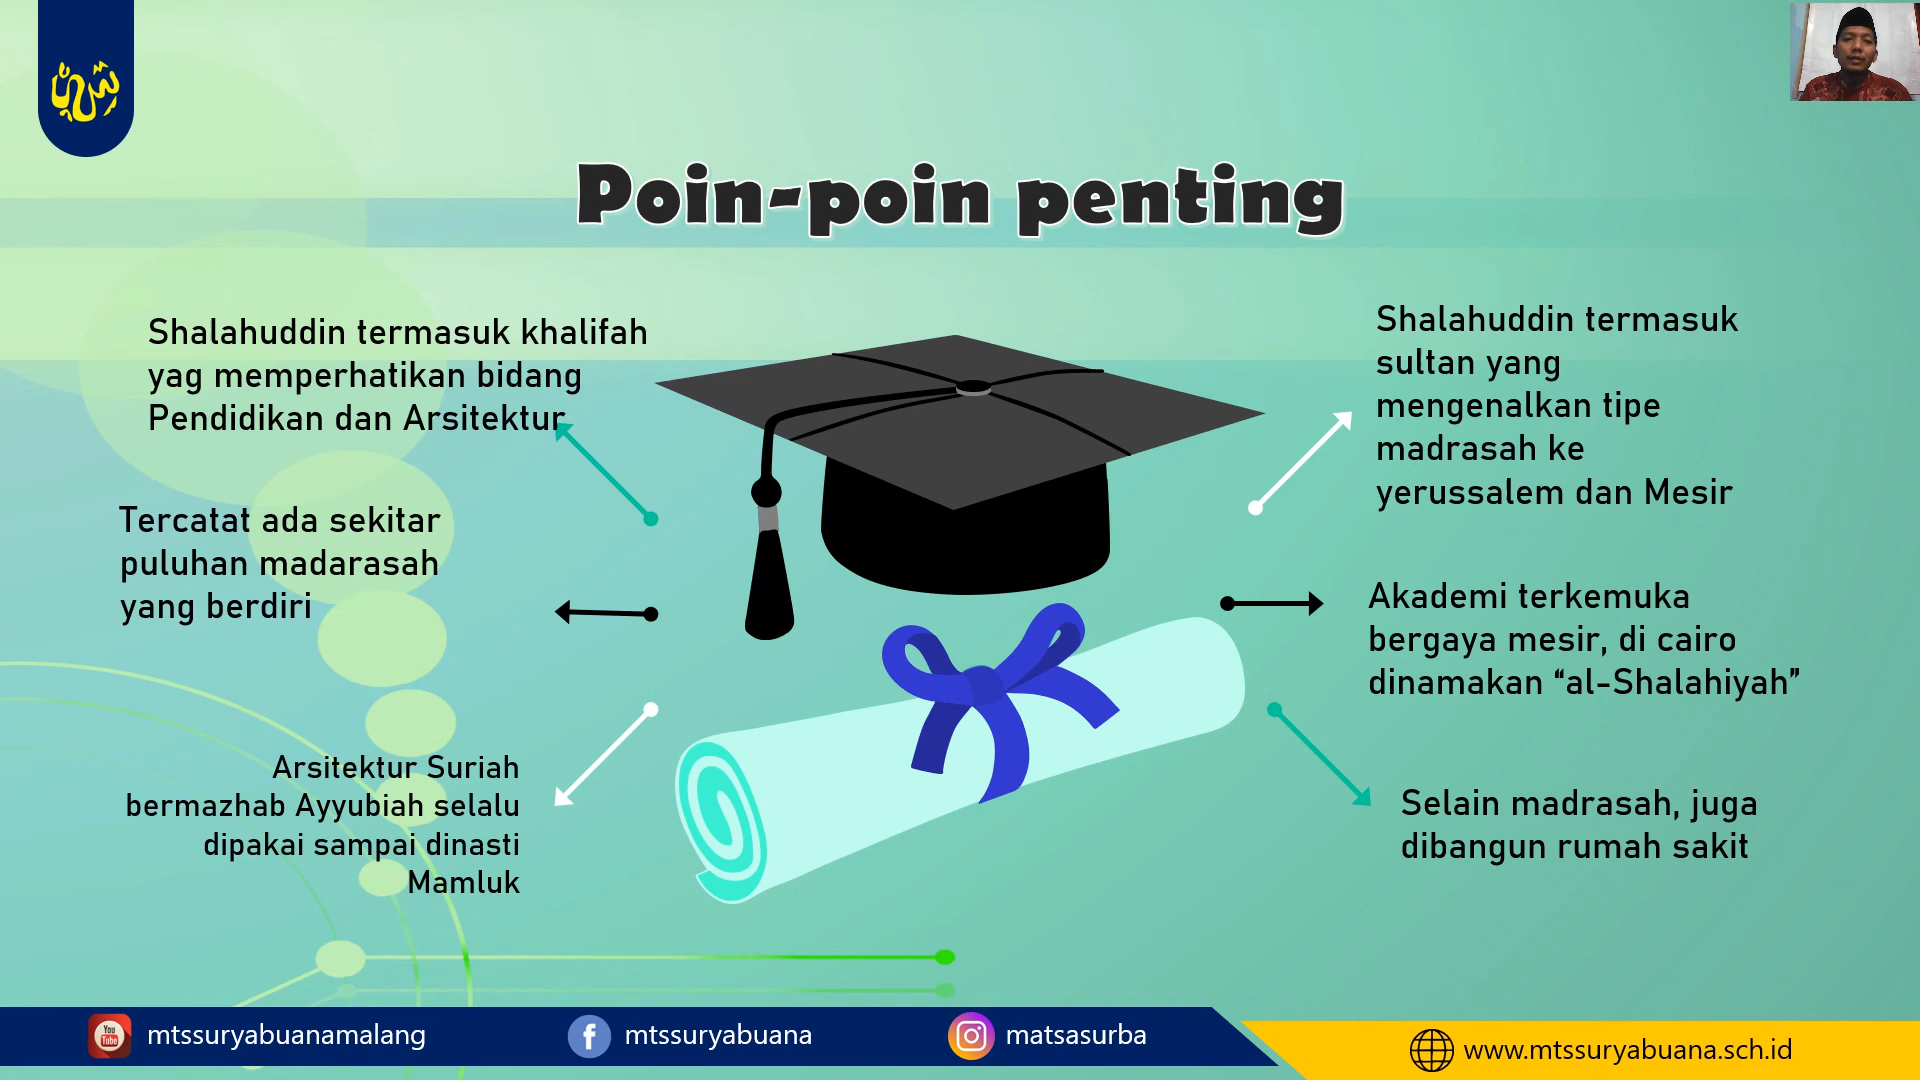 Poin-poin penting
Shalahuddin termasuk khalifah
yag memperhatikan bidang
Pendidikan dan Arsitektur
Tercatat ada sekitar
puluhan madarasah
yang berdiri
Arsitektur Suriah
bermazhab Ayyubiah selalu
dipakai sampai dinasti
Mamluk
Shalahuddin termasuk
sultan yang
mengenalkan tipe
madrasah ke
yerussalem dan Mesir
Akademi terkemuka
bergaya mesir, di cairo
dinamakan “al-Shalahiyah”
Selain madrasah, juga
dibangun rumah sakit
You
Tube
mtssuryabuanamalang
mtssuryabuana
matsasurba
www.mtssuryabuana.sch.id